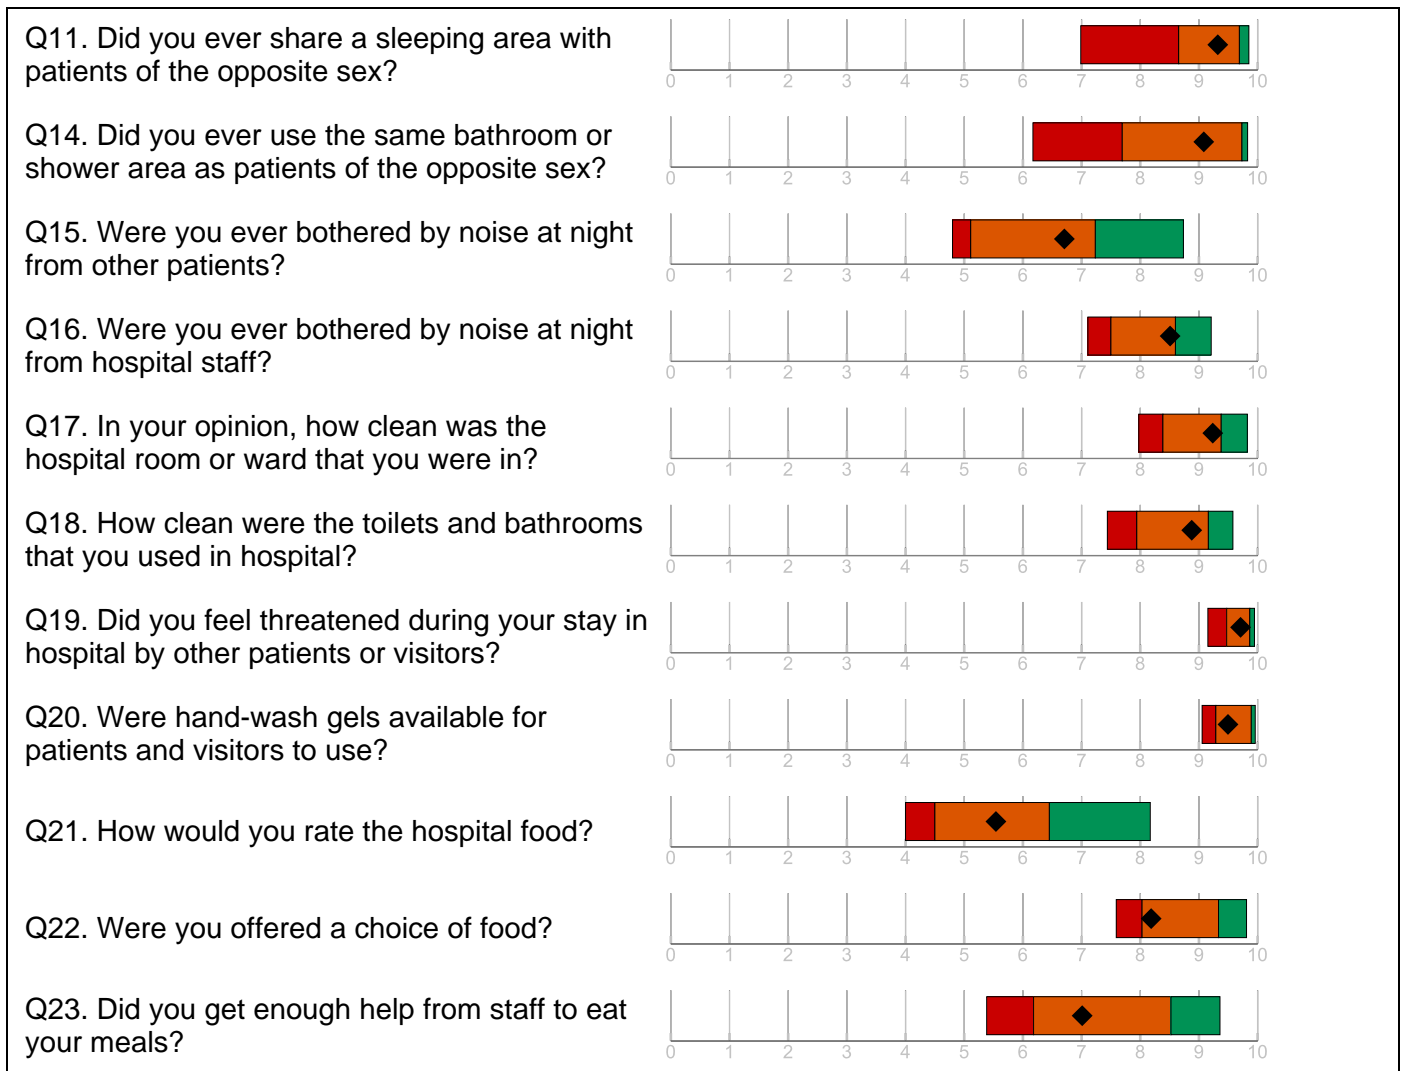 Q11. Did you ever share a sleeping area with
patients of the opposite sex?
0 1 2 3 4 5 6 7 8 9 10
Q14. Did you ever use the same bathroom or
shower area as patients of the opposite sex?
0 1 2 3 4 5 6 7 8 9 10
Q15. Were you ever bothered by noise at night
from other patients?
0 1 2 3 4 5 6 7 8 9 10
Q16. Were you ever bothered by noise at night
from hospital staff?
0 1 2 3 4 5 6 7 8 9 10
Q17. In your opinion, how clean was the
hospital room or ward that you were in?
0 1 2 3 4 5 6 7 8 9 10
Q18. How clean were the toilets and bathrooms
that you used in hospital?
0 1 2 3 4 5 6 7 8 9 10
Q19. Did you feel threatened during your stay in
hospital by other patients or visitors?
0 1 2 3 4 5 6 7 8 9 10
Q20. Were hand-wash gels available for
patients and visitors to use?
0 1 2 3 4 5 6 7 8 9 10
Q21. How would you rate the hospital food?
0 1 2 3 4 5 6 7 8 9 10
Q22. Were you offered a choice of food?
0 1 2 3 4 5 6 7 8 9 10
Q23. Did you get enough help from staff to eat
your meals?
0 1 2 3 4 5 6 7 8 9 10